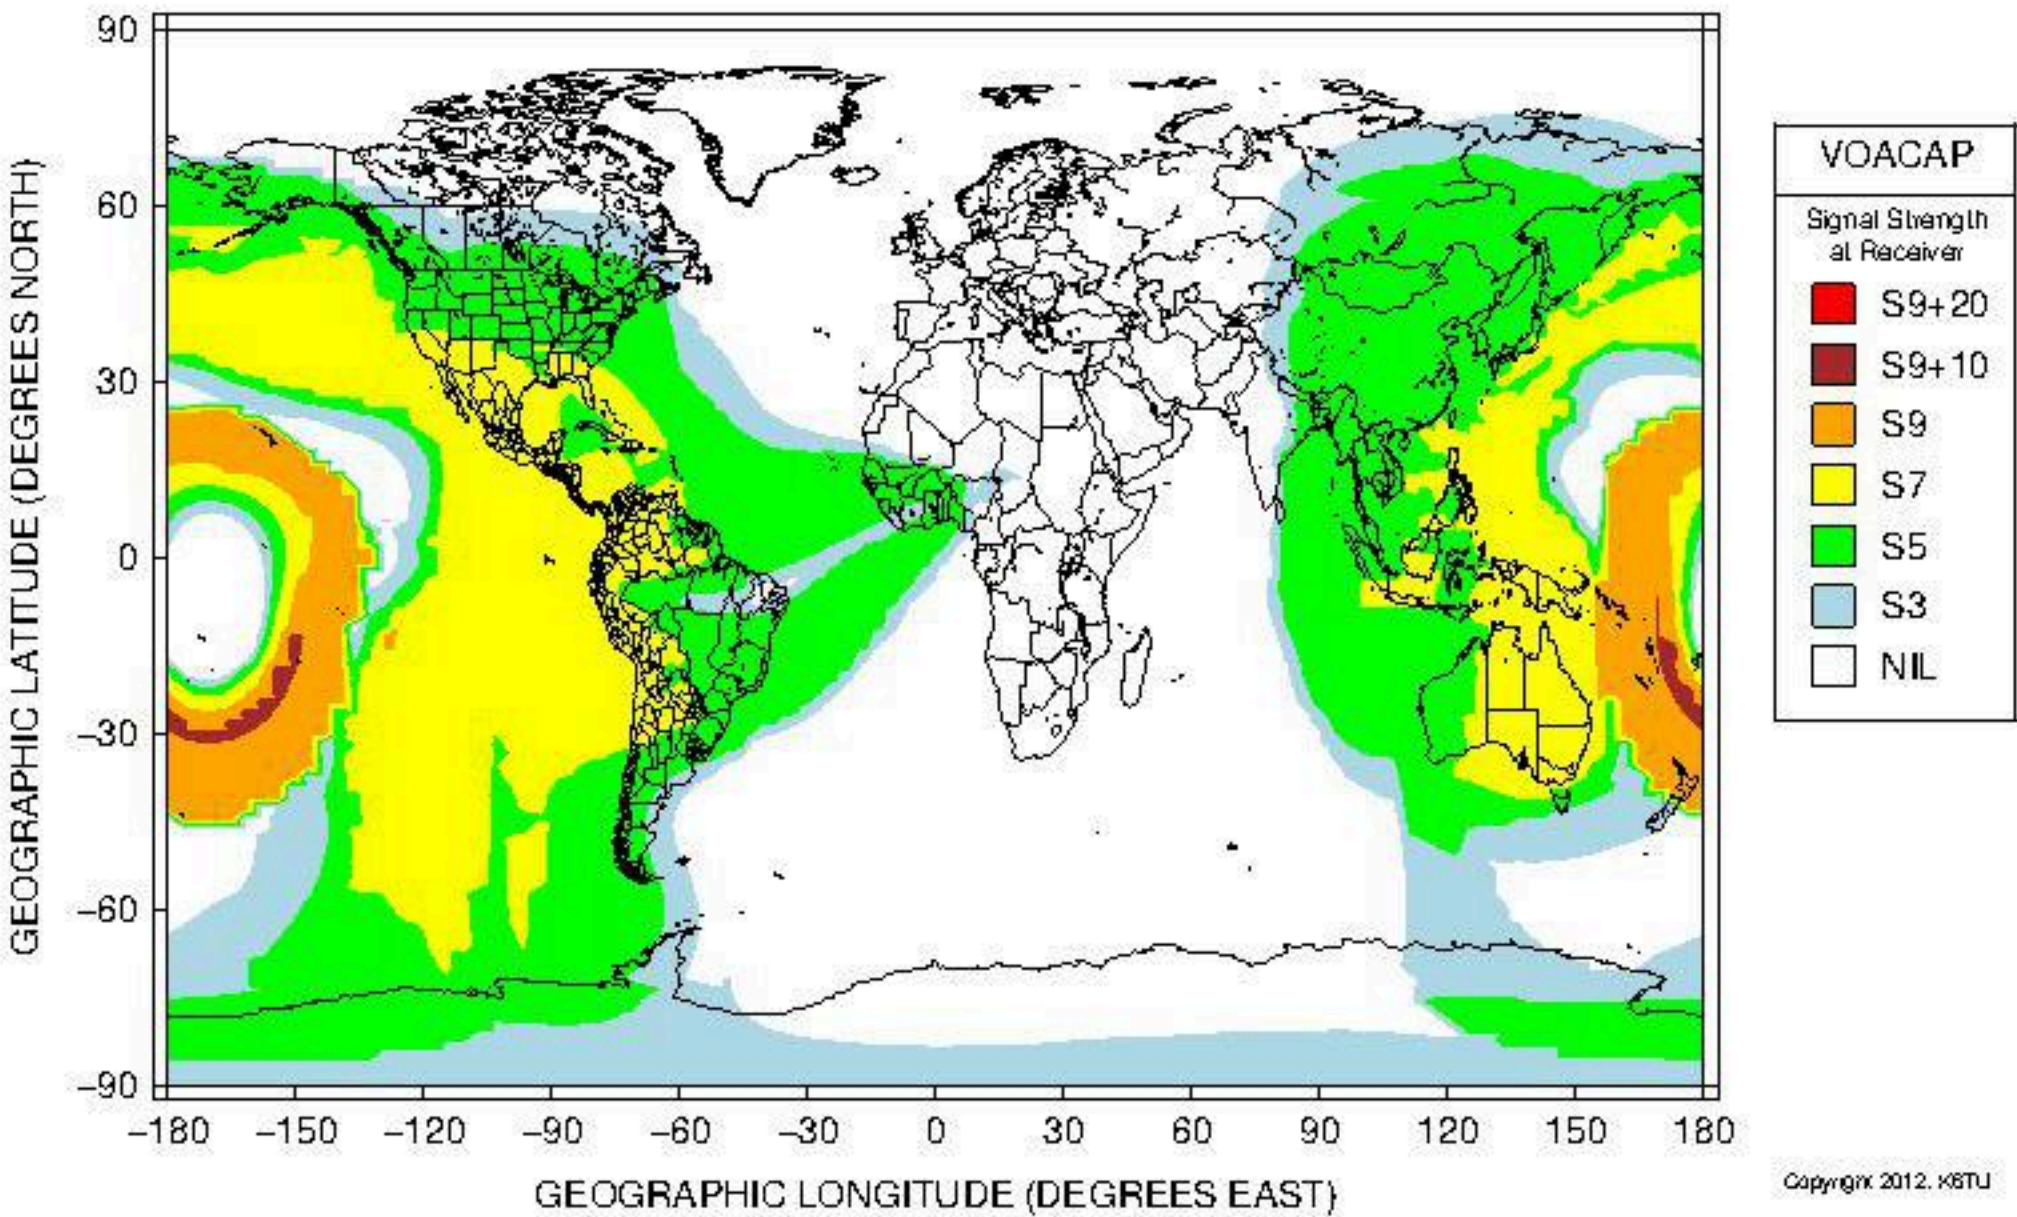 90
60
30
0
−30
−60
−90
GEOGRAPHIC LATITUDE (DEGREES NORTH)
−180 −150 −120 −90 −60 −30 0 30 60 90 120 150 180
GEOGRAPHIC LONGITUDE (DEGREES EAST)
VOACAP
Signal Strength
at Receiver
S9+20
S9+10
S9
S7
S5
S3
NIL
Copyright 2012. K6TU